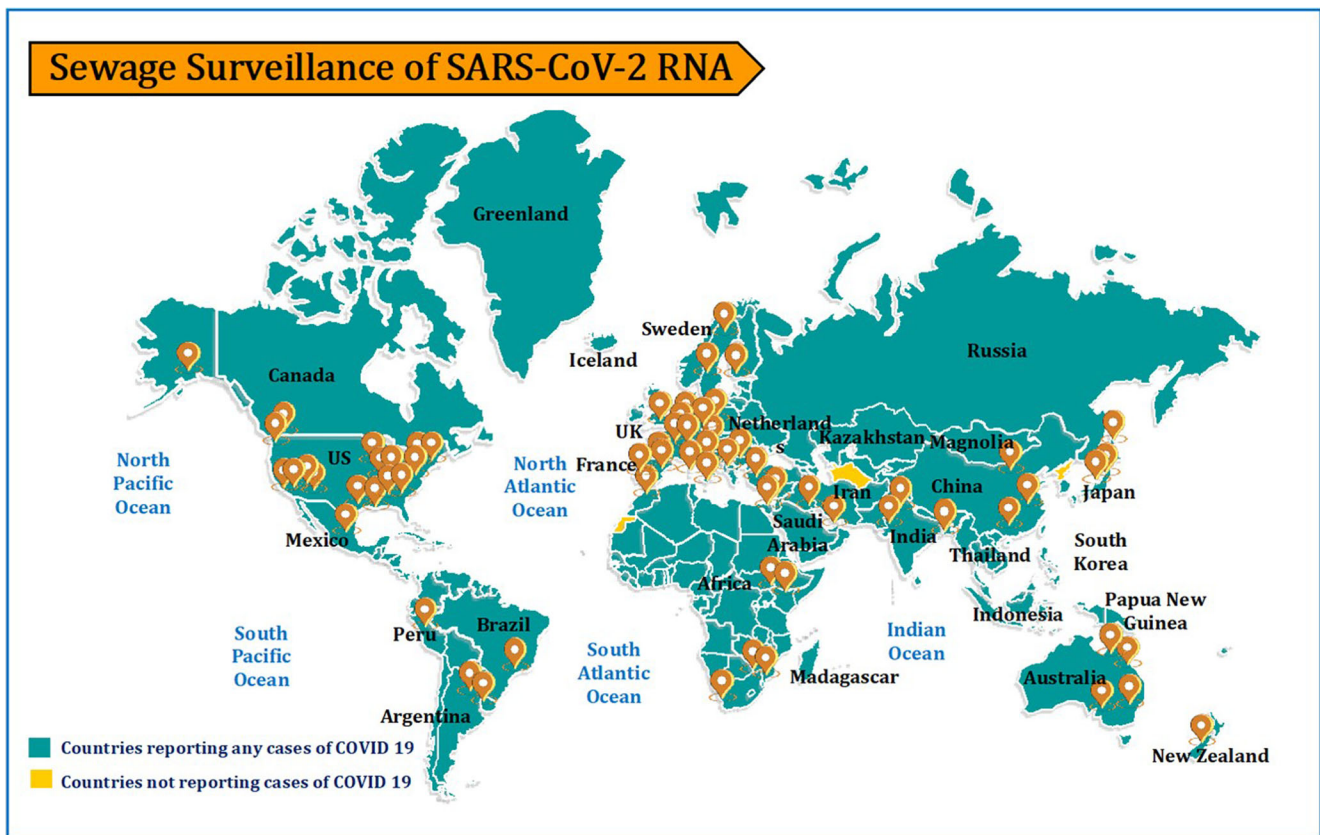 Sewage Surveillance of SARS-CoV-2 RNA
Greenland
Sweden
Iceland
Russia
Canada
UK
Netherland
s
Kazakhstan
Magnolia
US
North
Pacific
Ocean
North
Atlantic
Ocean
France
Iran
China
Japan
Mexico
Saudi
Arabia
India
Thailand
South
Korea
Africa
Indonesia
Papua New
Guinea
Peru
Brazil
South
Pacific
Ocean
South
Atlantic
Ocean
Indian
Ocean
Madagascar
Australia
Argentina
New Zealand
Countries reporting any cases of COVID 19
Countries not reporting cases of COVID 19